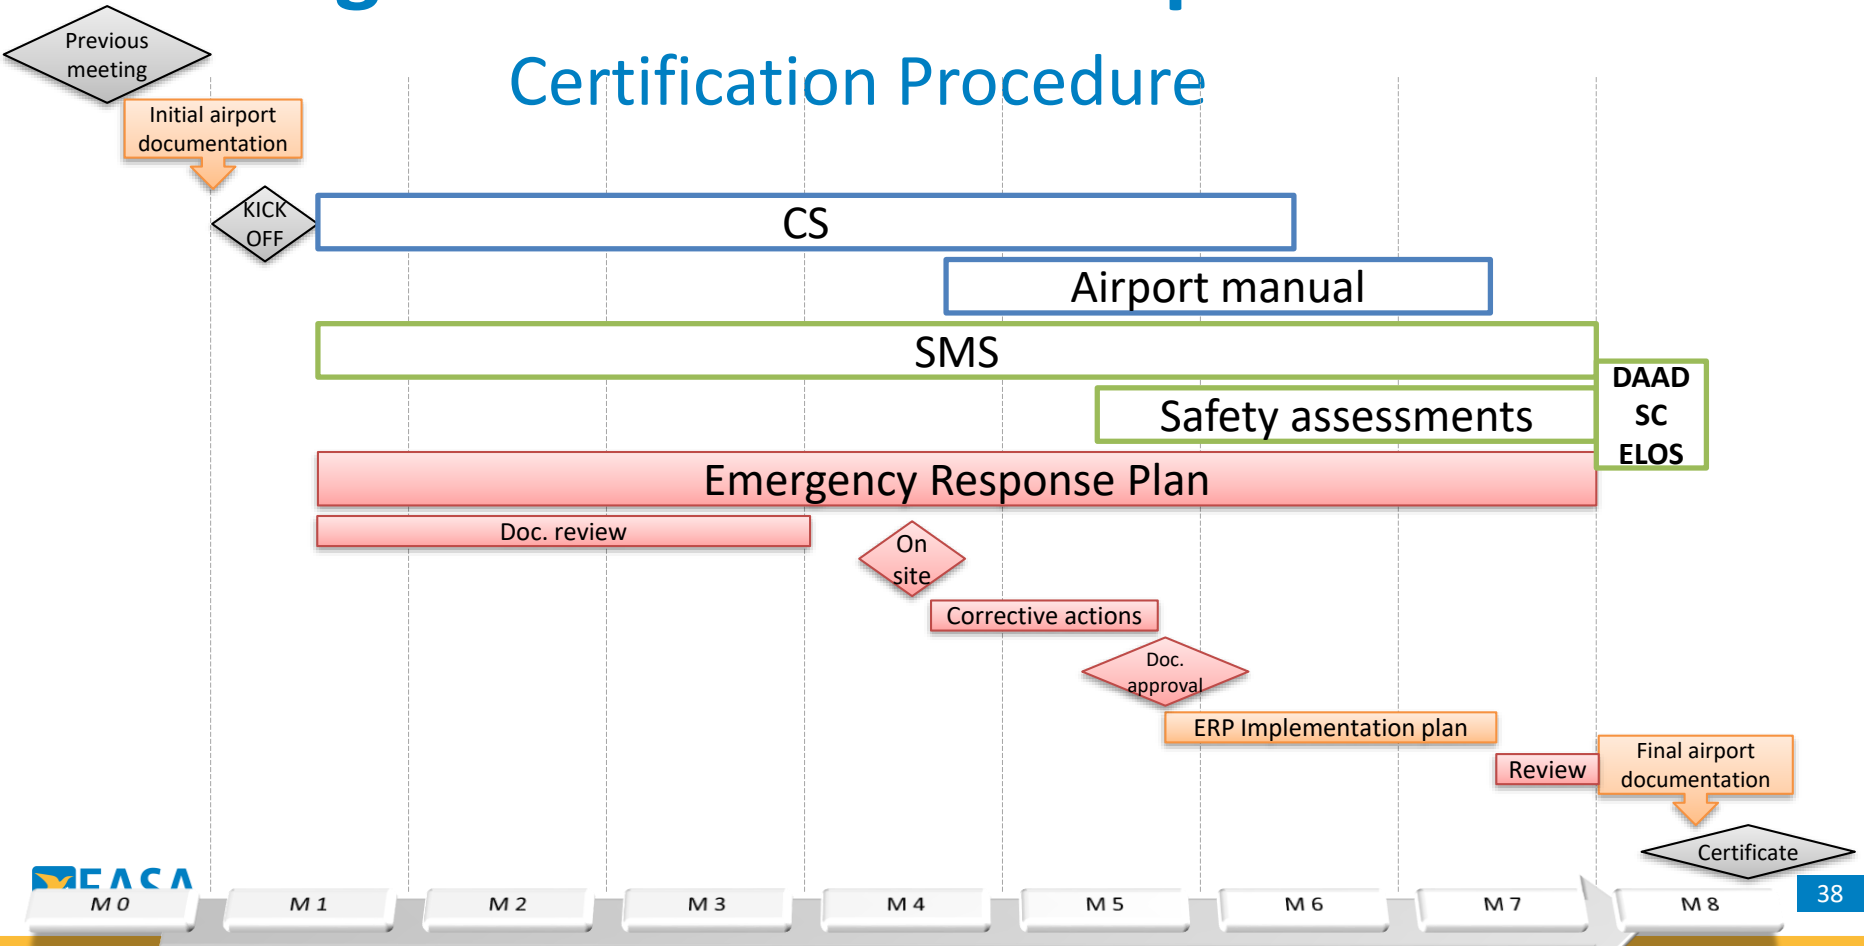 Certification Procedure
Previous
meeting
Initial airport
documentation
KICK
OFF
CS
Airport manual
SMS
DAAD
SC
ELOS
Safety assessments
Emergency Response Plan
Doc. review
On
site
Corrective actions
Doc.
approval
ERP Implementation plan
Review
Final airport
documentation
Certificate
EASA
38
M 0
M 1
M 2
M 3
M 4
M 5
M 6
M 7
M 8